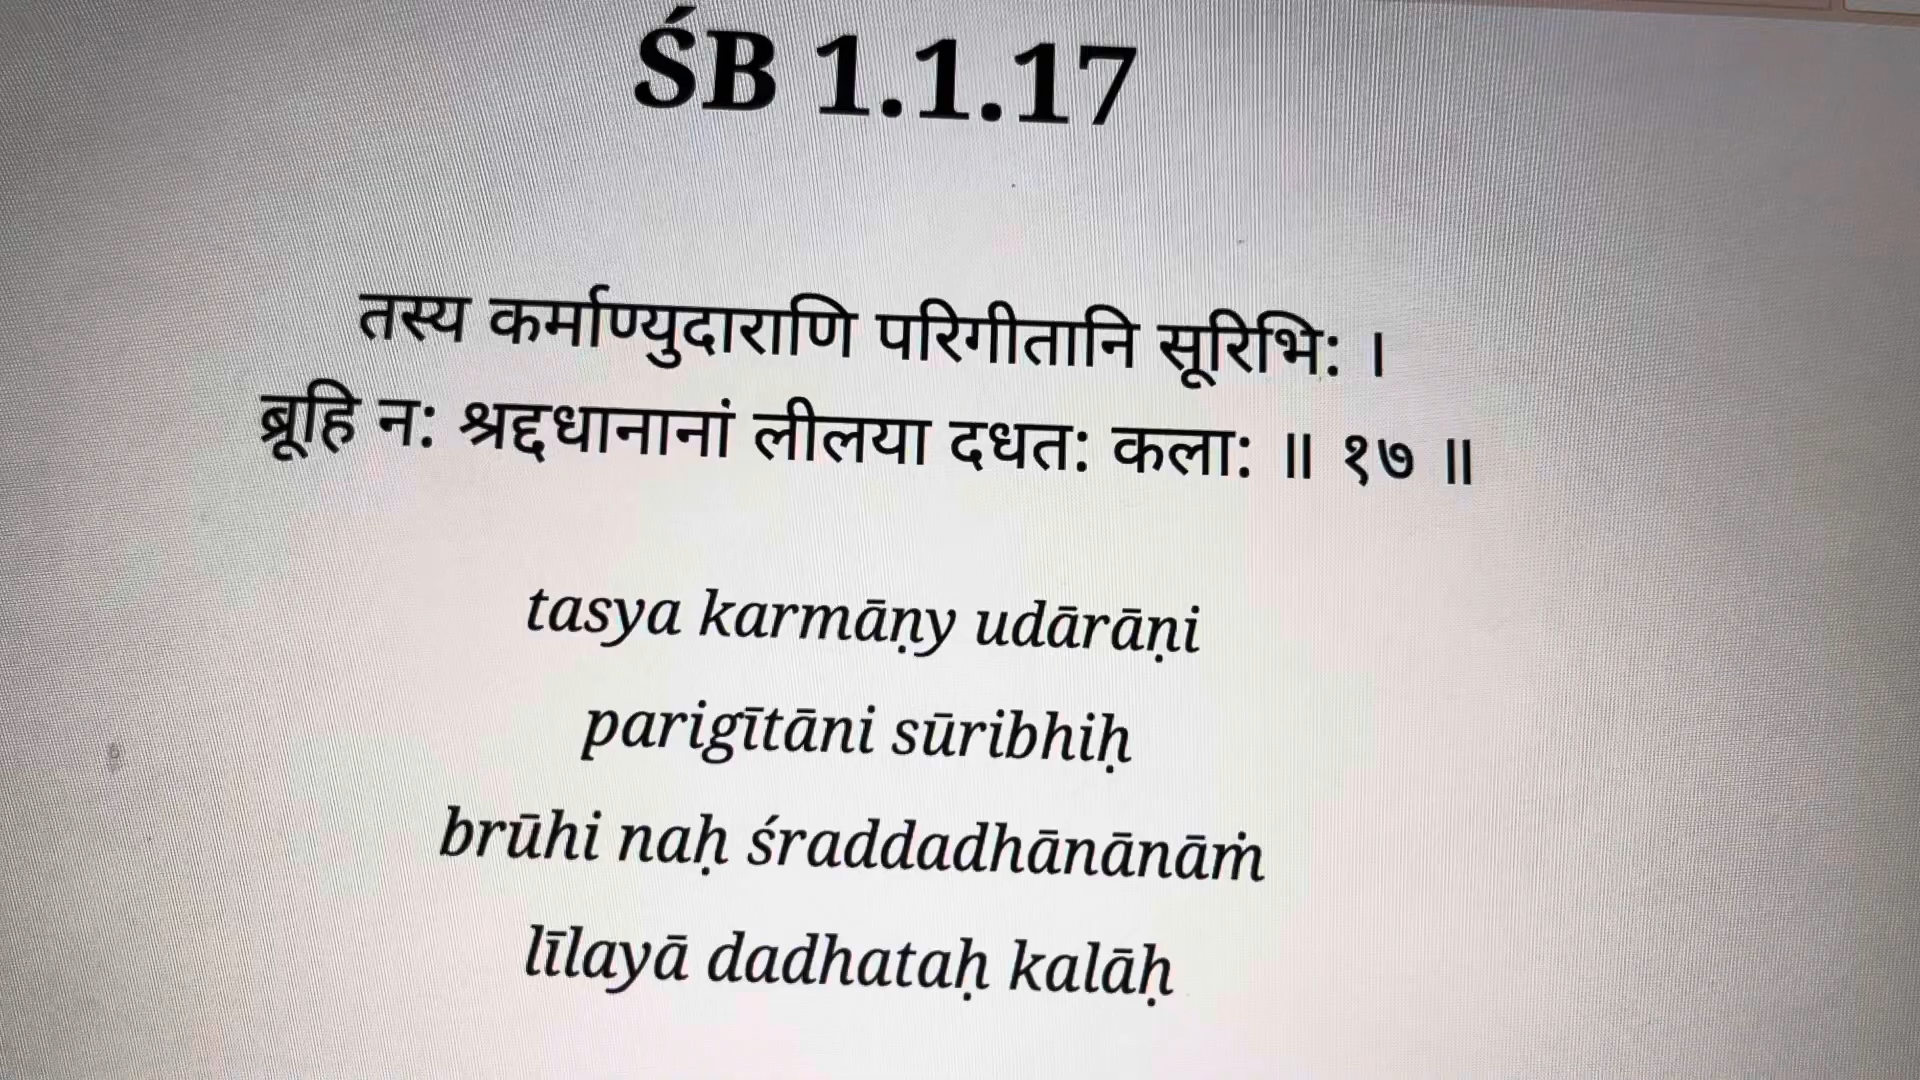 ŚB 1.1.17
तस्य कर्माण्युदाराणि परिगीतानि सूरिभि: ।
ब्रूहि न: श्रद्दधानानां लीलया दधत: कला: ॥ १७ ॥
tasya karmāṇy udārāṇi
parigītāni sūribhiḥ
brūhi naḥ śraddadhānānāṁ
līlayā dadhataḥ kalāḥ